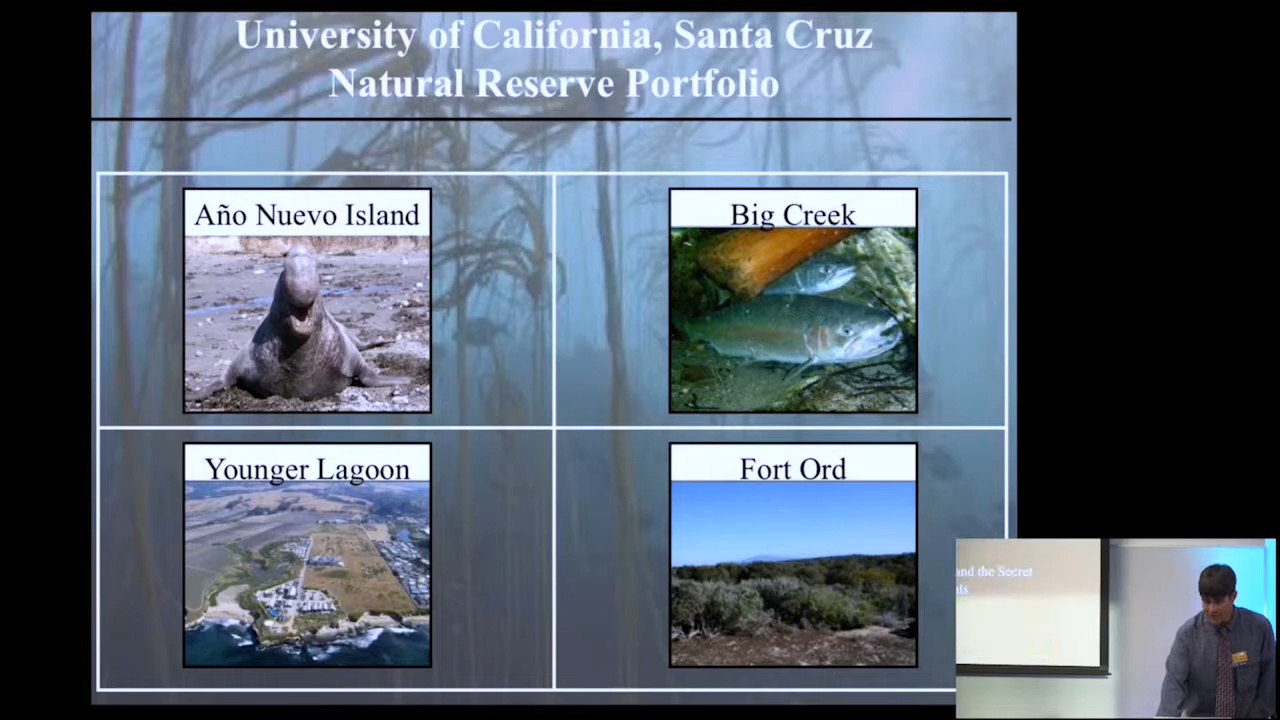 University of California, Santa Cruz
Natural Reserve Portfolio
Año Nuevo Island
Big Creek
Younger Lagoon
Fort Ord
and the Secret